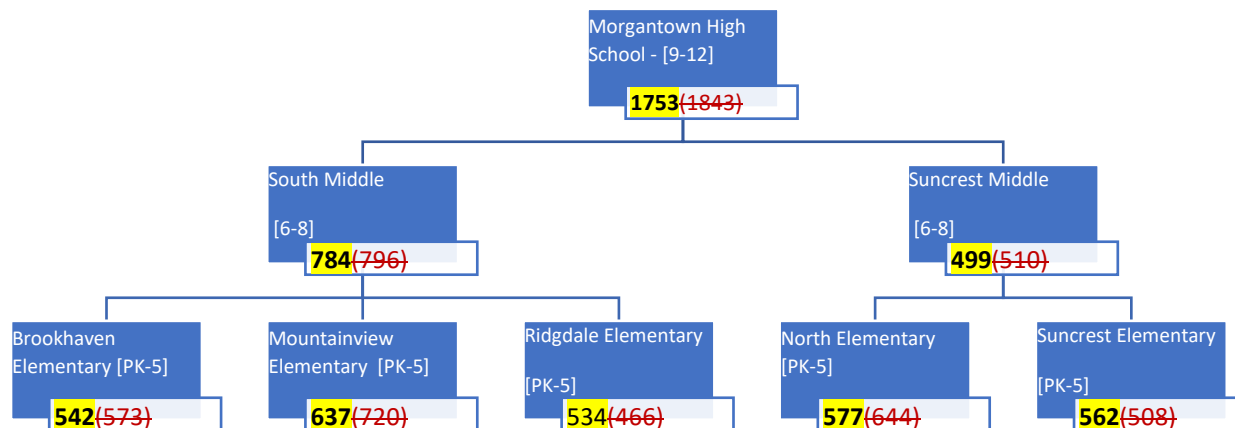 Morgantown High
School - [9-12]
1753(1843)
South Middle
[6-8]
784(796)
Suncrest Middle
[6-8]
499(510)
Brookhaven
Elementary [PK-5]
542(573)
Mountainview
Elementary [PK-5]
637(720)
Ridgdale Elementary
[PK-5]
534(466)
North Elementary
[PK-5]
577(644)
Suncrest Elementary
[PK-5]
562(508)